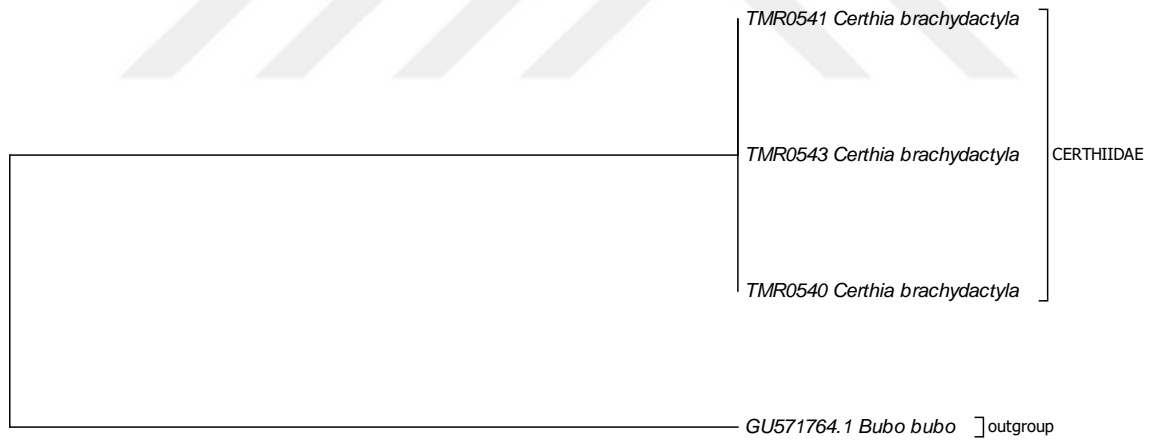 TMR0541 Certhia brachydactyla
TMR0543 Certhia brachydactyla
CERTHIIDAE
TMR0540 Certhia brachydactyla
GU571764.1 Bubo bubo
outgroup